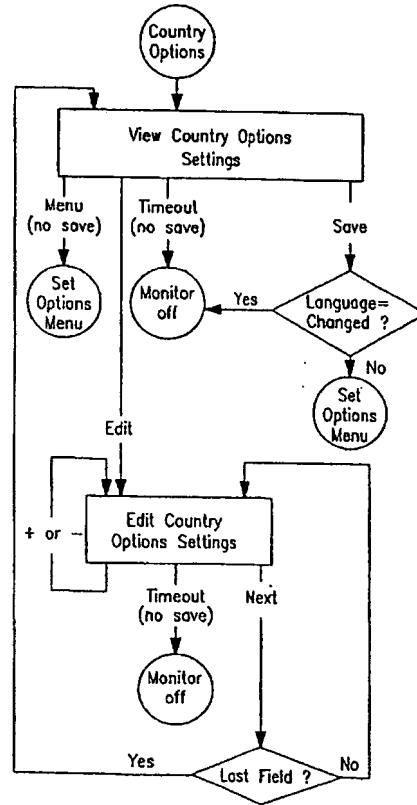 Country
Options
View Country Options
Settings
Menu
(no save)
Timeout
(no save)
Save
Set
Options
Menu
Monitor
off
Yes
Language=
Changed ?
No
Set
Options
Menu
Edit
+ or -
Edit Country
Options Settings
Timeout
(no save)
Next
Monitor
off
Yes
Last Field ?
No